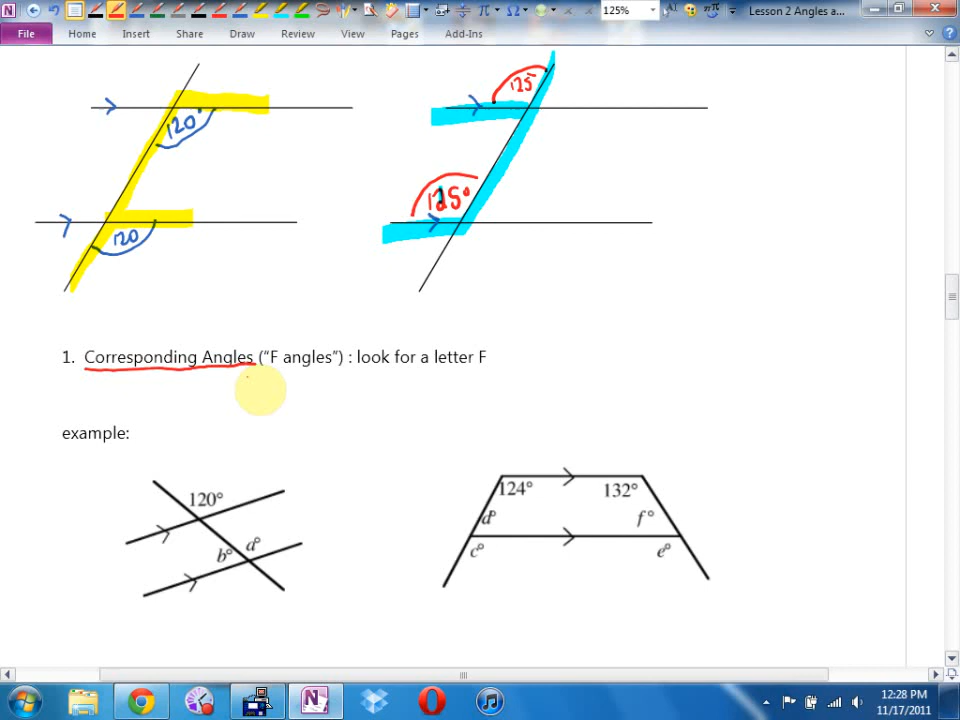 125%
Lesson 2 Angles a...
File Home Insert Share Draw Review View Pages Add-Ins
120°
120
125
125°
1. Corresponding Angles ("F angles") : look for a letter F
example:
120°
b° a°
124° 132°
d° f°
c° e°
12:28 PM
11/17/2011